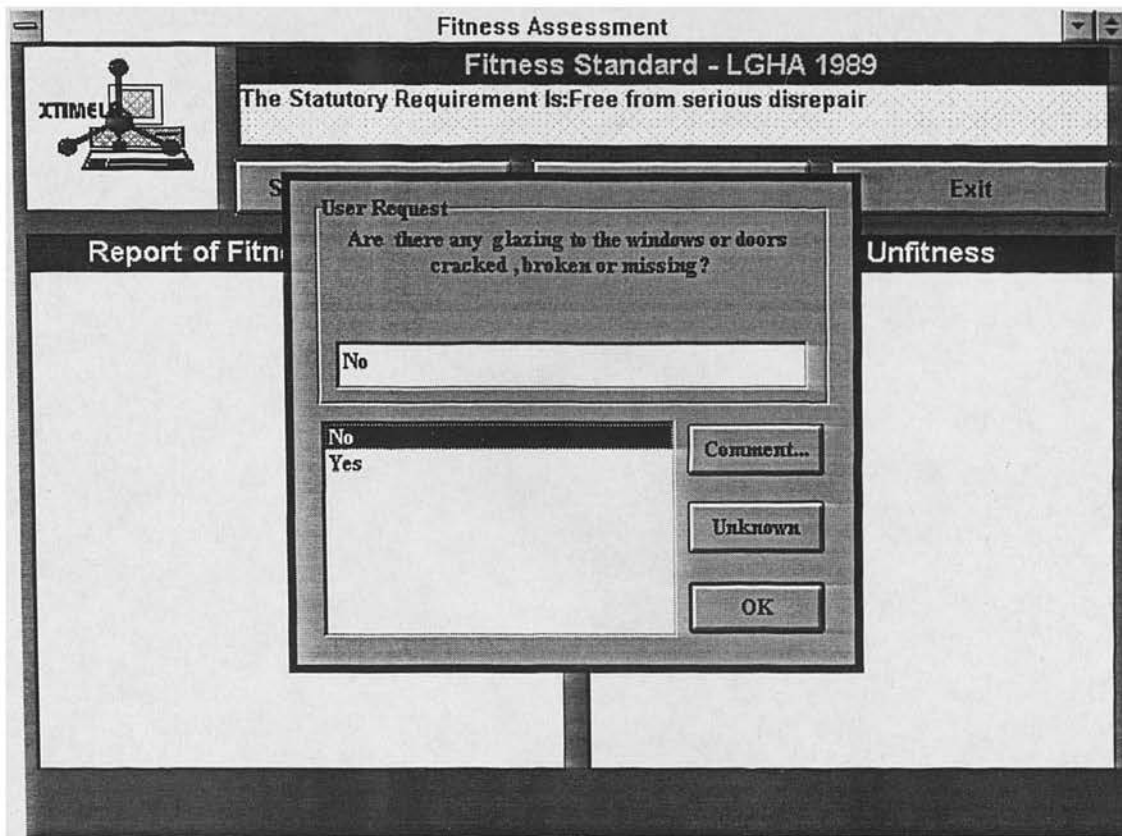 Fitness Assessment
Fitness Standard - LGHA 1989
XTIMEL
The Statutory Requirement Is:Free from serious disrepair
Exit
User Request
Are there any glazing to the windows or doors
cracked ,broken or missing?
Report of
Unfitness
No
No
Yes
Comment...
Unknown
OK